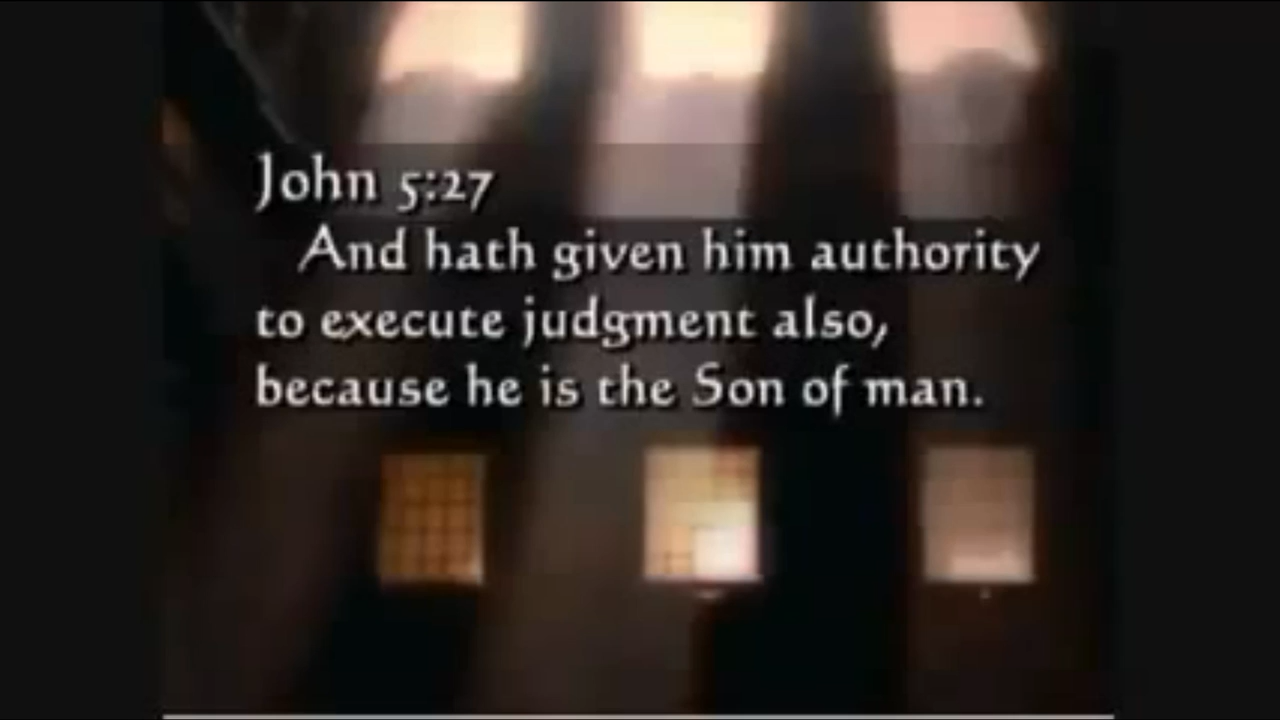 John 5:27
And hath given him authority
to execute judgment also,
because he is the Son of man.